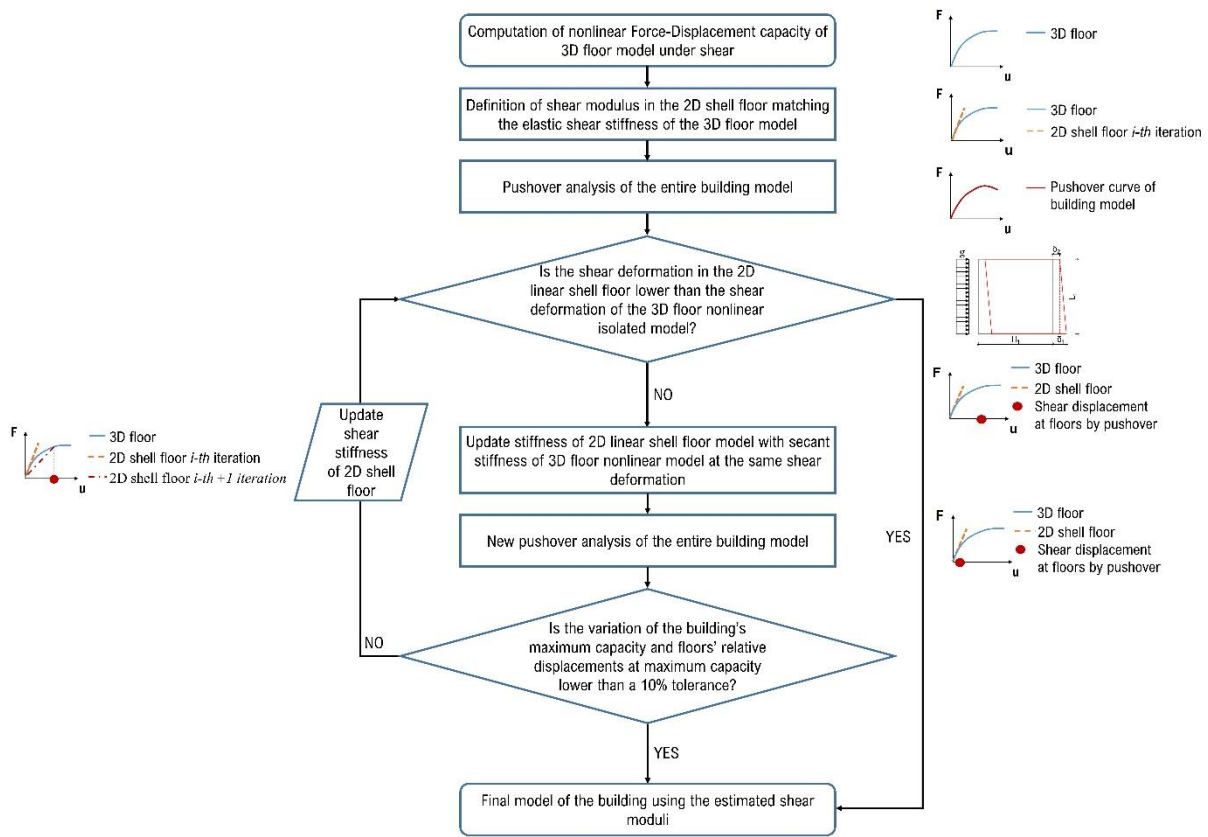 Computation of nonlinear Force-Displacement capacity of
3D floor model under shear
F
3D floor
u
Definition of shear modulus in the 2D shell floor matching
the elastic shear stiffness of the 3D floor model
F
3D floor
2D shell floor i-th iteration
u
Pushover analysis of the entire building model
F
Pushover curve of
building model
u
Is the shear deformation in the 2D
linear shell floor lower than the shear
deformation of the 3D floor nonlinear
isolated model?
δ₂
L₁
H₁
δ₁
NO
F
3D floor
2D shell floor
Shear displacement
at floors by pushover
u
Update
shear
stiffness
of 2D shell
floor
F
3D floor
2D shell floor i-th iteration
2D shell floor i-th +1 iteration
u
Update stiffness of 2D linear shell floor model with secant
stiffness of 3D floor nonlinear model at the same shear
deformation
New pushover analysis of the entire building model
YES
F
3D floor
2D shell floor
Shear displacement
at floors by pushover
u
NO
Is the variation of the building's
maximum capacity and floors' relative
displacements at maximum capacity
lower than a 10% tolerance?
YES
Final model of the building using the estimated shear
moduli